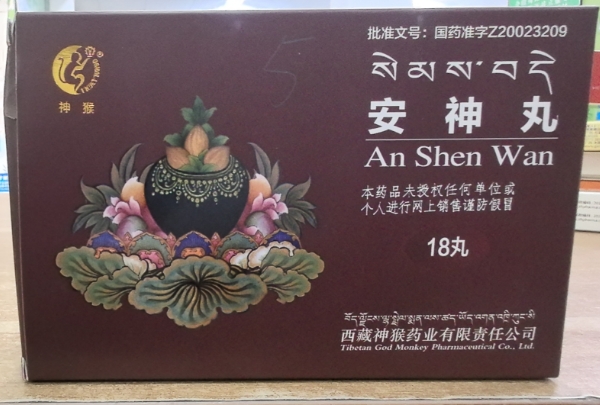 批准文号：国药准字Z20023209
神猴
སེམས་བདེ
安神丸
An Shen Wan
本药品未授权任何单位或
个人进行网上销售谨防假冒
18丸
西藏神猴药业有限责任公司
Tibetan God Monkey Pharmaceutical Co., Ltd.
5